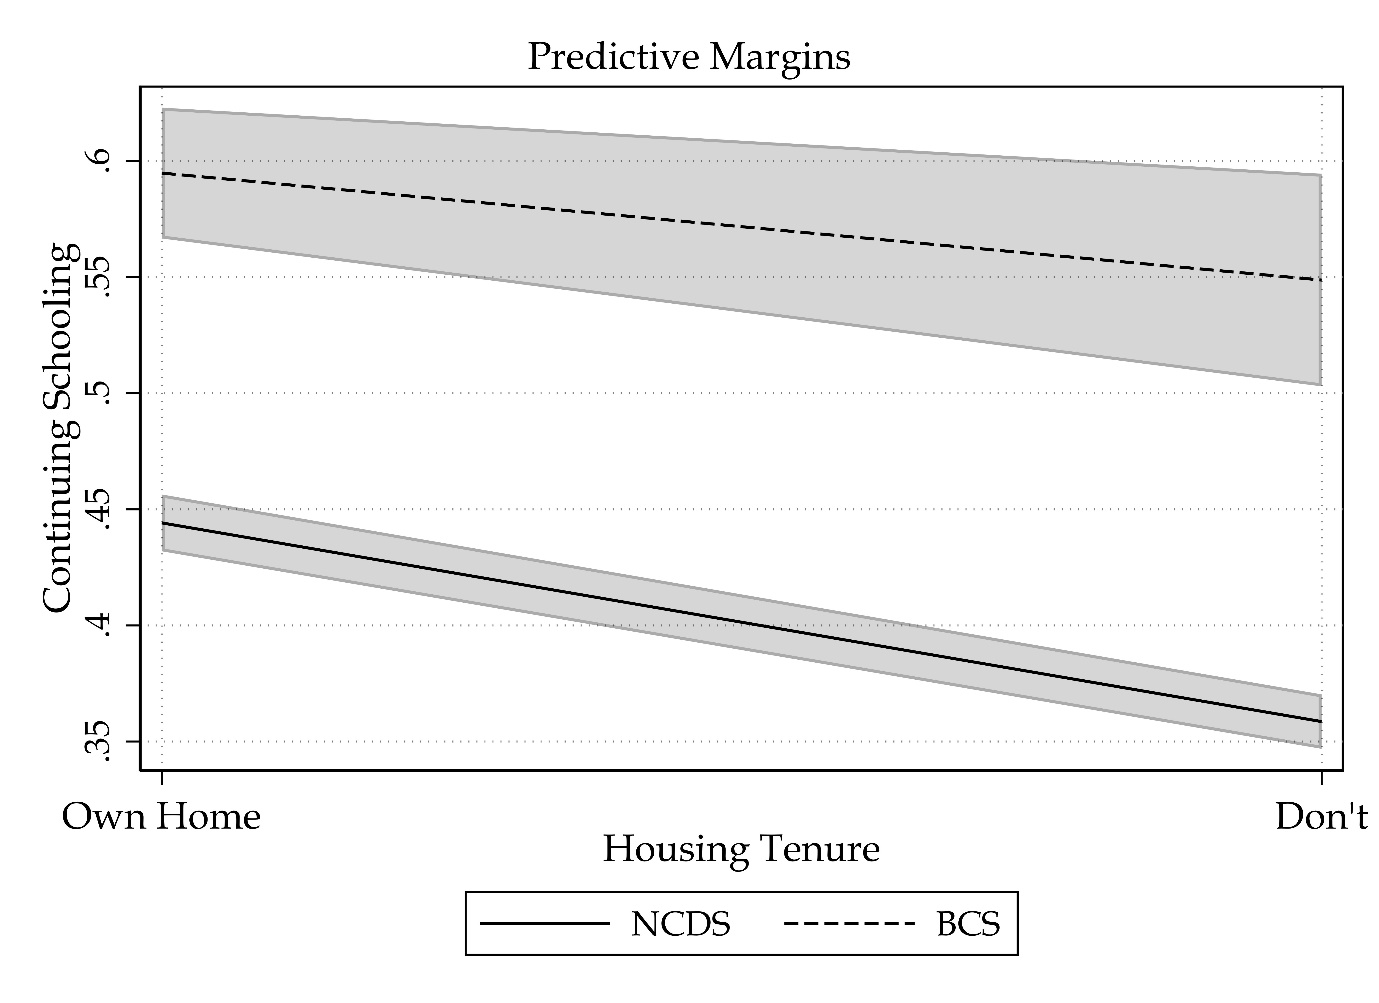 Predictive Margins
Continuing Schooling
.6
.55
.5
.45
.4
.35
Own Home
Don't
Housing Tenure
NCDS
BCS